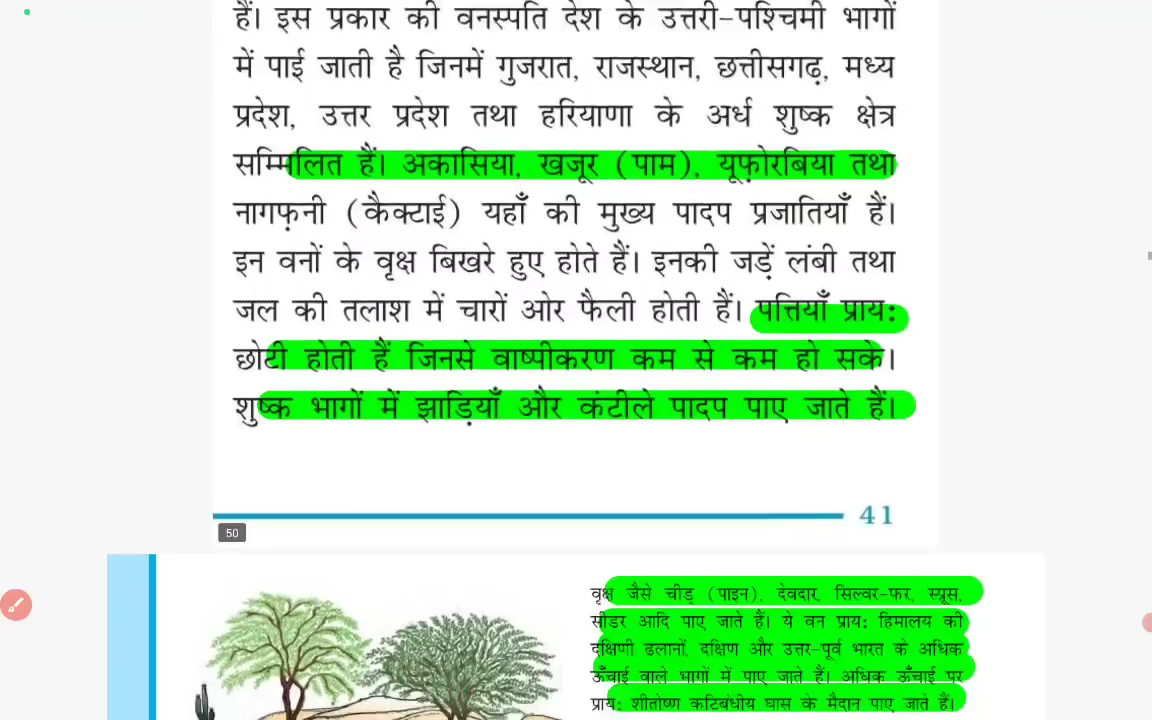 हैं। इस प्रकार की वनस्पति देश के उत्तरी-पश्चिमी भागों
में पाई जाती है जिनमें गुजरात, राजस्थान, छत्तीसगढ़, मध्य
प्रदेश, उत्तर प्रदेश तथा हरियाणा के अर्ध शुष्क क्षेत्र
सम्मिलित हैं। अकासिया, खजूर (पाम), यूफ़ोरबिया तथा
नागफ़नी (कैक्टाई) यहाँ की मुख्य पादप प्रजातियाँ हैं।
इन वनों के वृक्ष बिखरे हुए होते हैं। इनकी जड़ें लंबी तथा
जल की तलाश में चारों ओर फैली होती हैं। पत्तियाँ प्राय:
छोटी होती हैं जिनसे वाष्पीकरण कम से कम हो सके।
शुष्क भागों में झाड़ियाँ और कंटीले पादप पाए जाते हैं।
41
50
वृक्ष जैसे चीड़ (पाइन), देवदार, सिल्वर-फर, स्प्रूस,
सीडर आदि पाए जाते हैं। ये वन प्राय: हिमालय की
दक्षिणी ढलानों, दक्षिण और उत्तर-पूर्व भारत के अधिक
ऊँचाई वाले भागों में पाए जाते हैं। अधिक ऊँचाई पर
प्राय: शीतोष्ण कटिबंधीय घास के मैदान पाए जाते हैं।